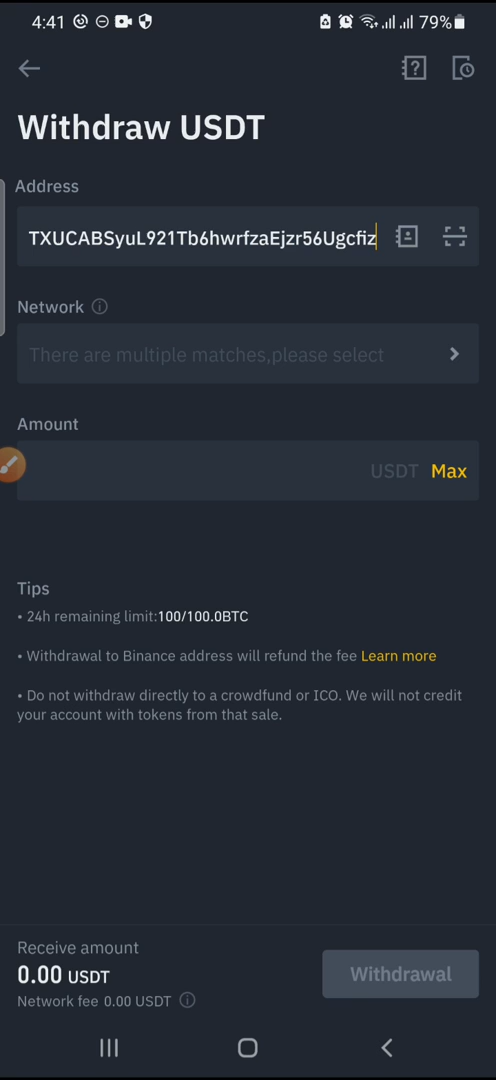 4:41 79%
Withdraw USDT
Address
TXUCABSyuL921Tb6hwrfzaEjzr56Ugcfiz
Network
There are multiple matches,please select
Amount
USDT Max
Tips
• 24h remaining limit:100/100.0BTC
• Withdrawal to Binance address will refund the fee Learn more
• Do not withdraw directly to a crowdfund or ICO. We will not credit
your account with tokens from that sale.
Receive amount
0.00 USDT
Withdrawal
Network fee 0.00 USDT